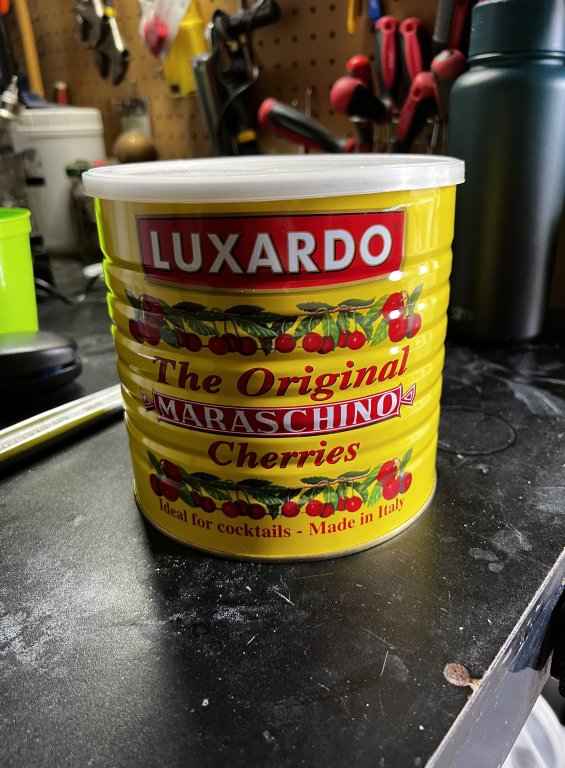 LUXARDO
The Original
MARASCHINO
Cherries
Ideal for cocktails - Made in Italy